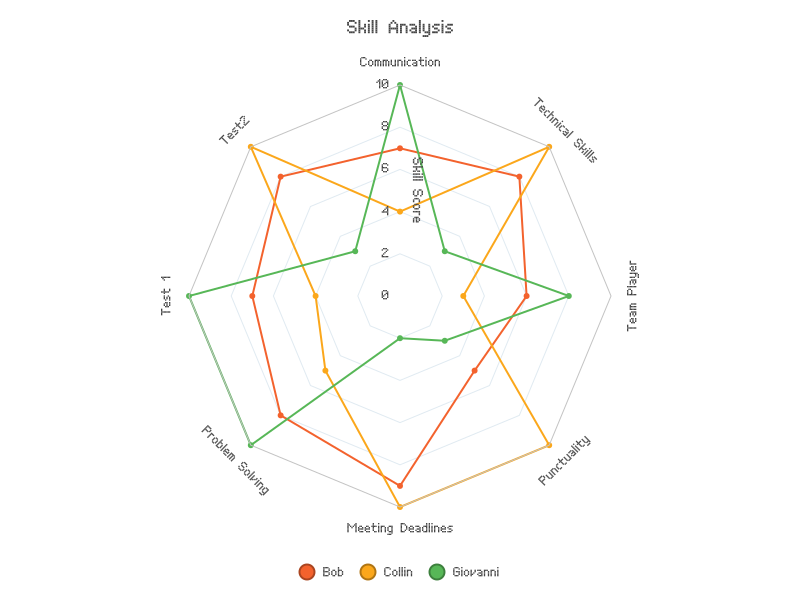 Skill Analysis
Communication
10
8
6
4
2
0
Skill Score
Technical Skills
Team Player
Punctuality
Meeting Deadlines
Problem Solving
Test 1
Test2
Bob
Collin
Giovanni